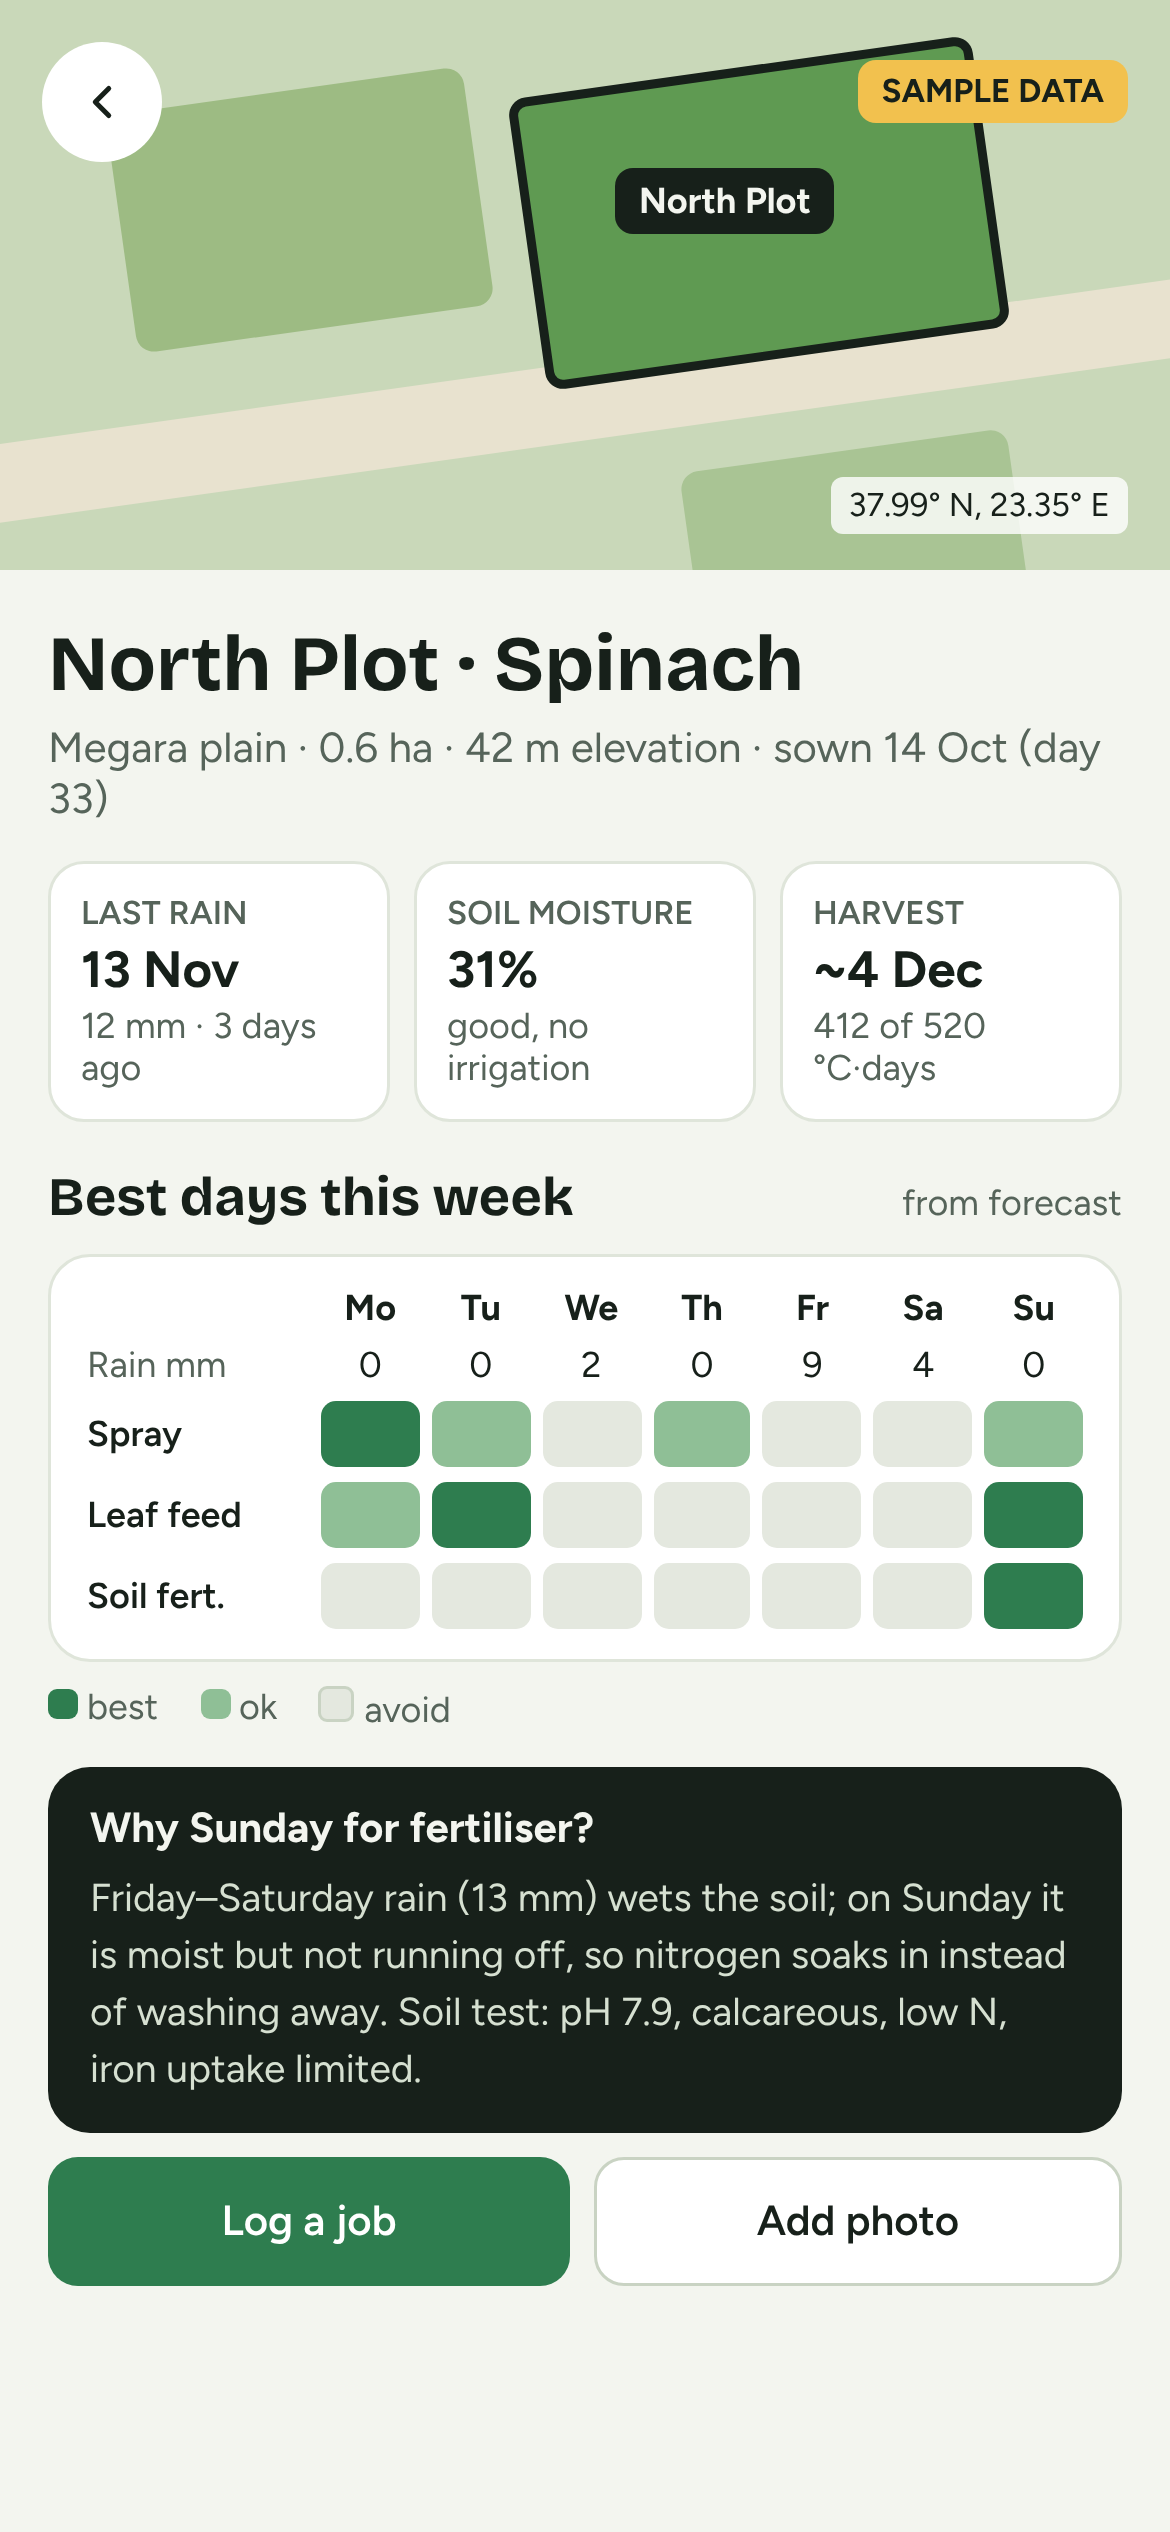 SAMPLE DATA
North Plot
37.99° N, 23.35° E
North Plot · Spinach
Megara plain · 0.6 ha · 42 m elevation · sown 14 Oct (day
33)
LAST RAIN
13 Nov
12 mm · 3 days
ago
SOIL MOISTURE
31%
good, no
irrigation
HARVEST
~4 Dec
412 of 520
°C·days
Best days this week
from forecast
Mo Tu We Th Fr Sa Su
Rain mm 0 0 2 0 9 4 0
Spray
Leaf feed
Soil fert.
best ok avoid
Why Sunday for fertiliser?
Friday–Saturday rain (13 mm) wets the soil; on Sunday it
is moist but not running off, so nitrogen soaks in instead
of washing away. Soil test: pH 7.9, calcareous, low N,
iron uptake limited.
Log a job
Add photo